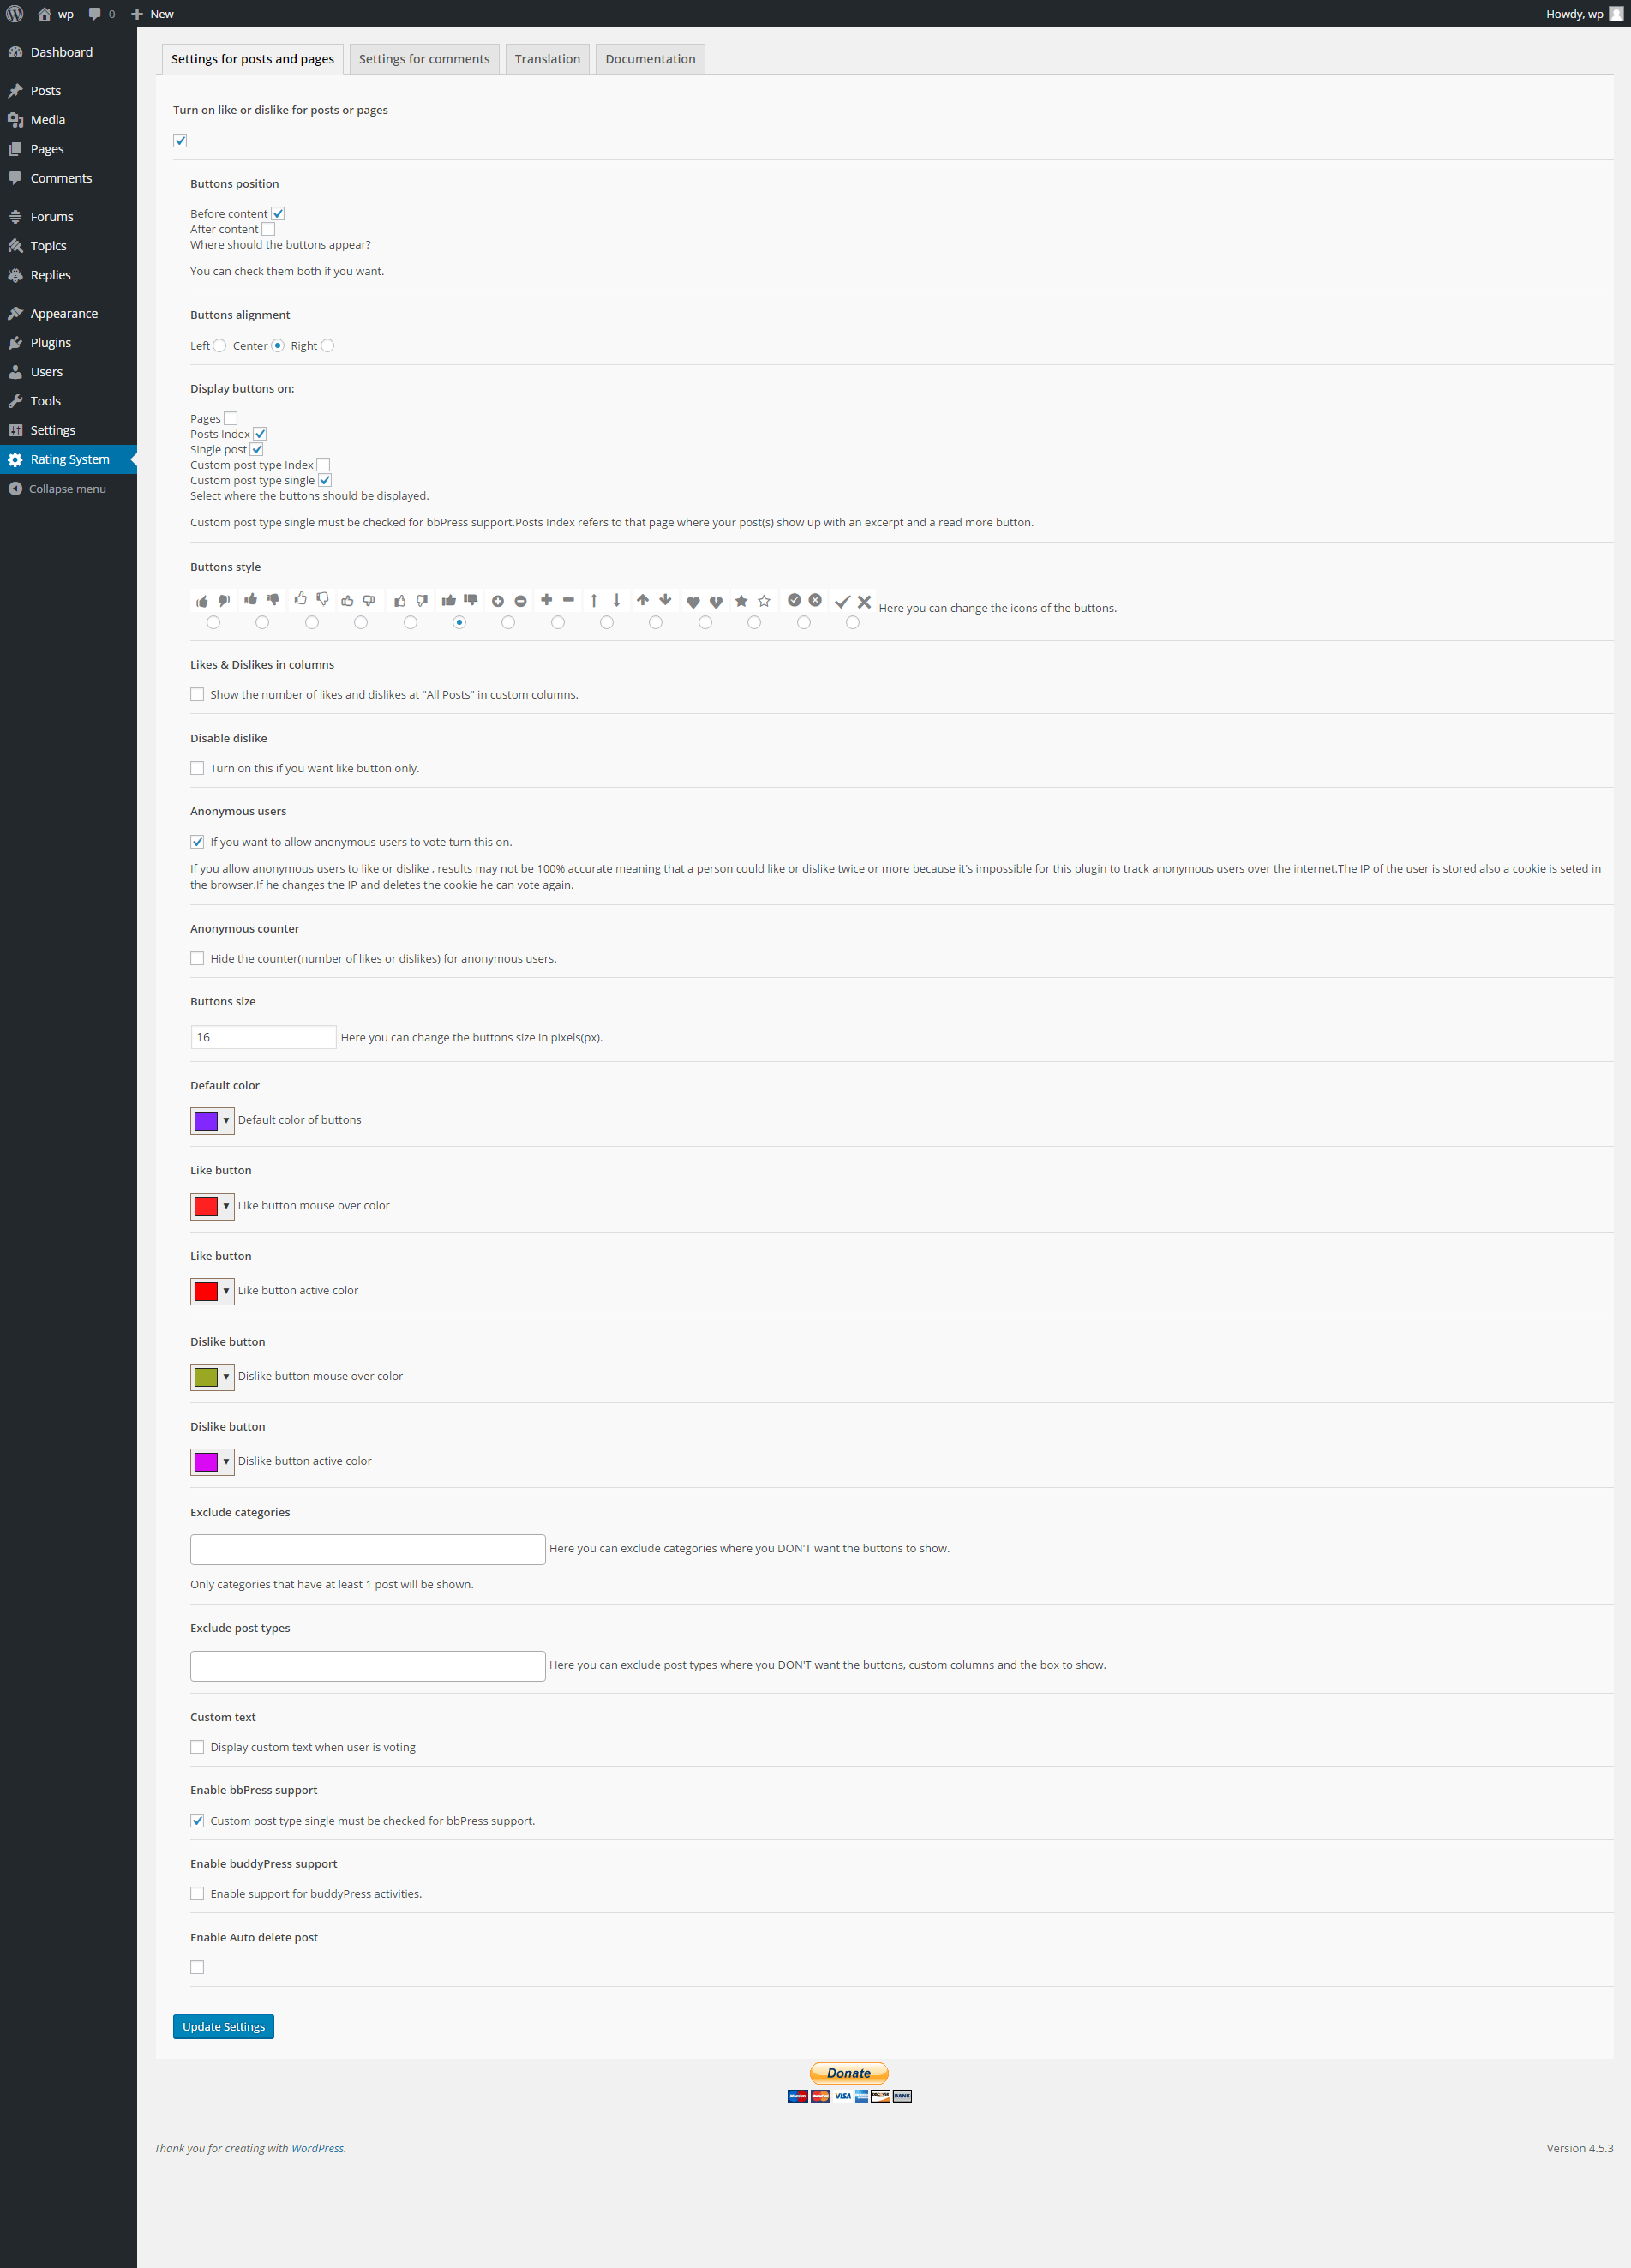 wp 0 New Howdy, wp
Dashboard
Posts
Media
Pages
Comments
Forums
Topics
Replies
Appearance
Plugins
Users
Tools
Settings
Rating System
Collapse menu
Settings for posts and pages Settings for comments Translation Documentation
Turn on like or dislike for posts or pages
Buttons position
Before content
After content
Where should the buttons appear?
You can check them both if you want.
Buttons alignment
Left Center Right
Display buttons on:
Pages
Posts Index
Single post
Custom post type Index
Custom post type single
Select where the buttons should be displayed.
Custom post type single must be checked for bbPress support.Posts Index refers to that page where your post(s) show up with an excerpt and a read more button.
Buttons style
Here you can change the icons of the buttons.
Likes & Dislikes in columns
Show the number of likes and dislikes at "All Posts" in custom columns.
Disable dislike
Turn on this if you want like button only.
Anonymous users
If you want to allow anonymous users to vote turn this on.
If you allow anonymous users to like or dislike , results may not be 100% accurate meaning that a person could like or dislike twice or more because it's impossible for this plugin to track anonymous users over the internet.The IP of the user is stored also a cookie is seted in
the browser.If he changes the IP and deletes the cookie he can vote again.
Anonymous counter
Hide the counter(number of likes or dislikes) for anonymous users.
Buttons size
16 Here you can change the buttons size in pixels(px).
Default color
Default color of buttons
Like button
Like button mouse over color
Like button
Like button active color
Dislike button
Dislike button mouse over color
Dislike button
Dislike button active color
Exclude categories
Here you can exclude categories where you DON'T want the buttons to show.
Only categories that have at least 1 post will be shown.
Exclude post types
Here you can exclude post types where you DON'T want the buttons, custom columns and the box to show.
Custom text
Display custom text when user is voting
Enable bbPress support
Custom post type single must be checked for bbPress support.
Enable buddyPress support
Enable support for buddyPress activities.
Enable Auto delete post
Update Settings
Donate
VISA BANK
Thank you for creating with WordPress. Version 4.5.3